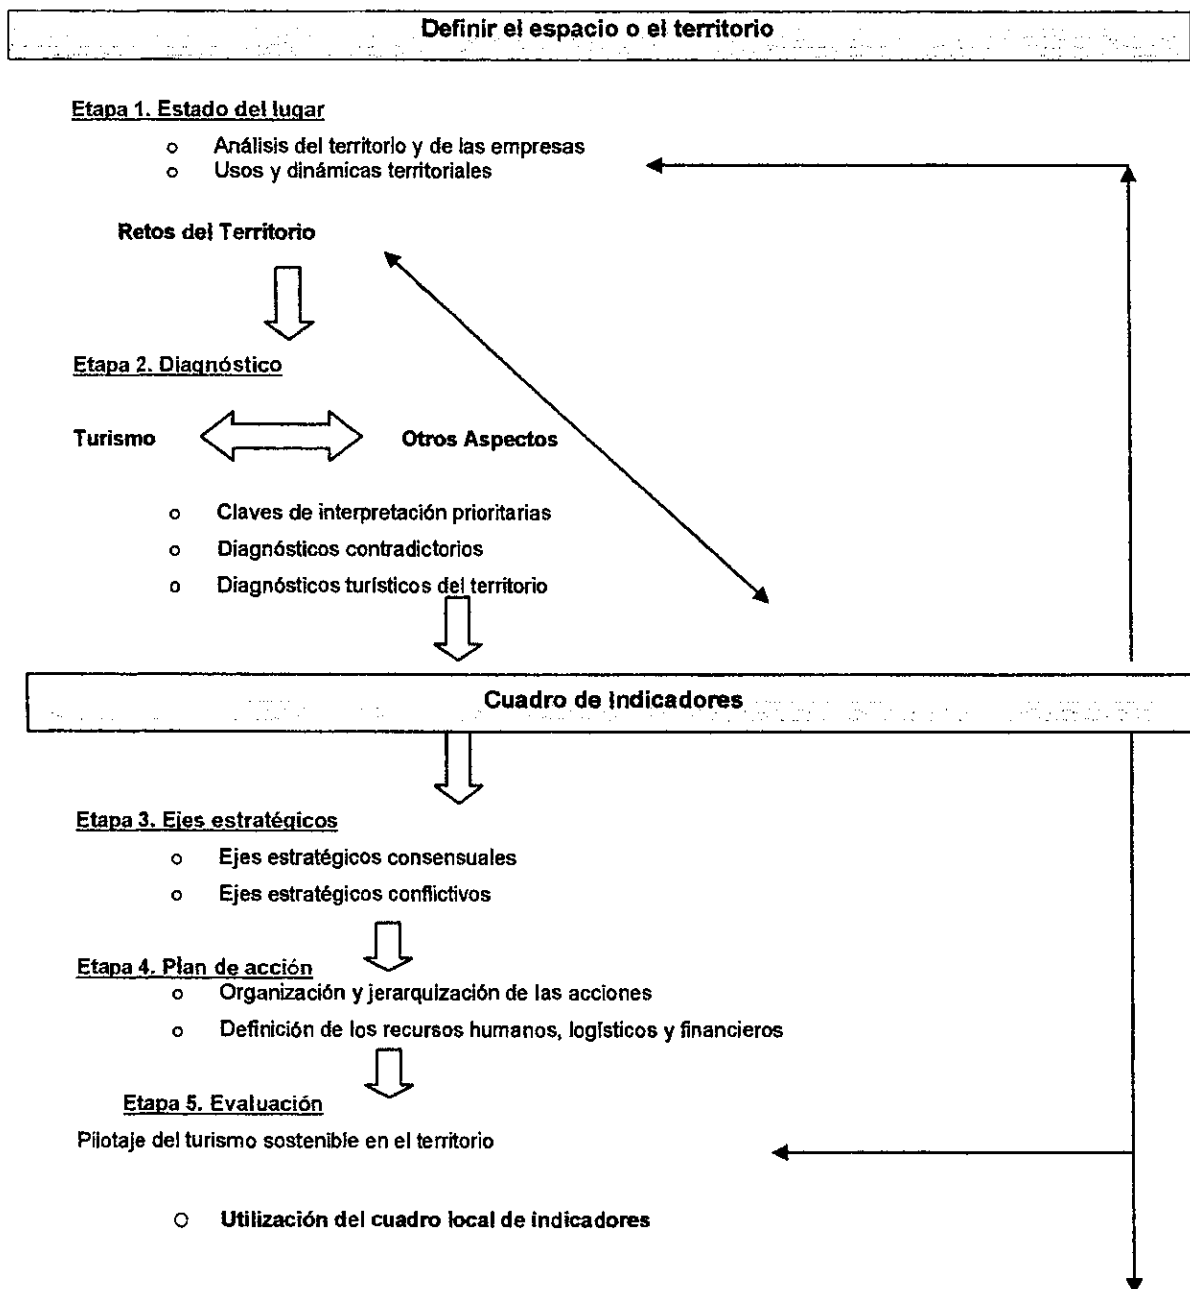 Definir el espacio o el territorio
Etapa 1. Estado del lugar
o Análisis del territorio y de las empresas
o Usos y dinámicas territoriales
Retos del Territorio
Etapa 2. Diagnóstico
Turismo Otros Aspectos
o Claves de interpretación prioritarias
o Diagnósticos contradictorios
o Diagnósticos turísticos del territorio
Cuadro de Indicadores
Etapa 3. Ejes estratégicos
o Ejes estratégicos consensuales
o Ejes estratégicos conflictivos
Etapa 4. Plan de acción
o Organización y jerarquización de las acciones
o Definición de los recursos humanos, logísticos y financieros
Etapa 5. Evaluación
Pilotaje del turismo sostenible en el territorio
o Utilización del cuadro local de indicadores